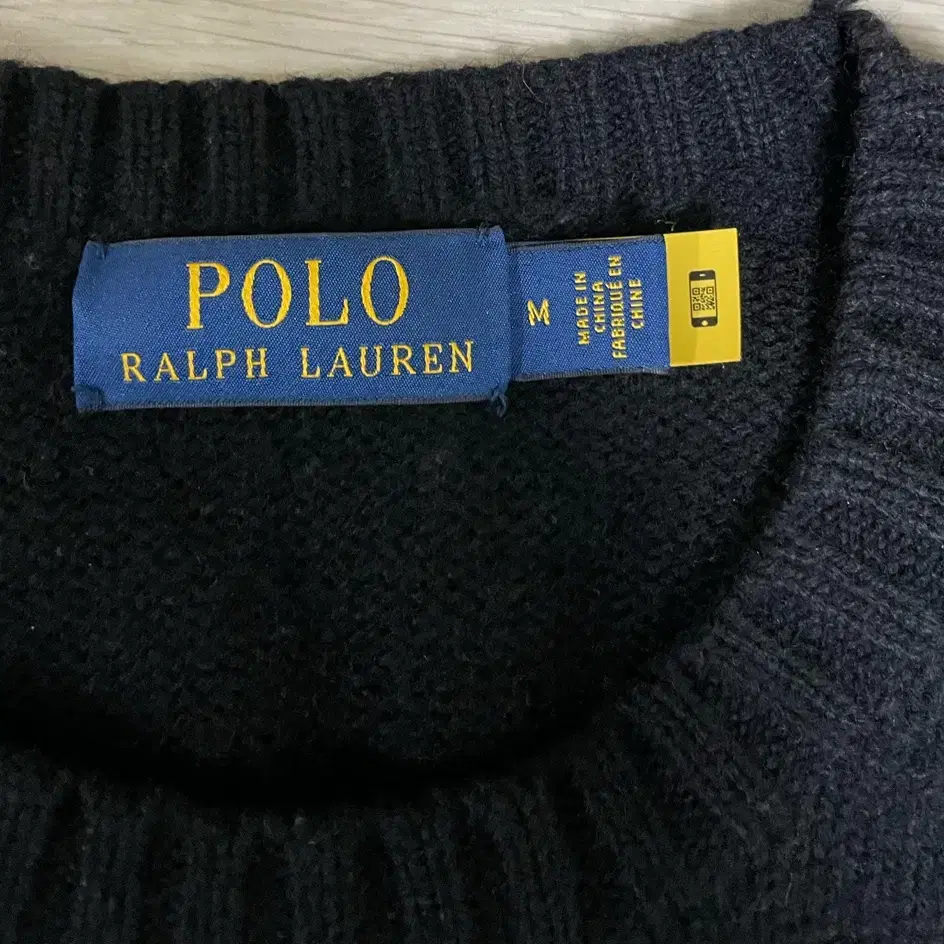 POLO
RALPH LAUREN
M
MADE IN
CHINA
FABRIQUÉ EN
CHINE